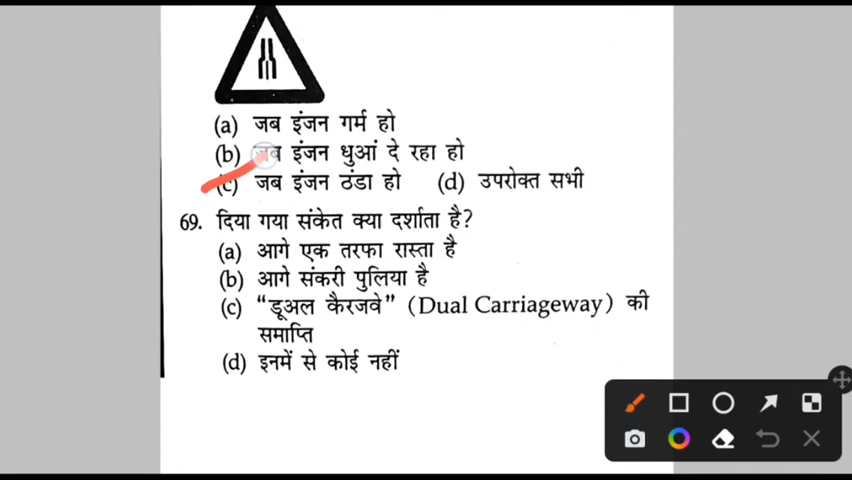 (a) जब इंजन गर्म हो
(b) जब इंजन धुआं दे रहा हो
(c) जब इंजन ठंडा हो (d) उपरोक्त सभी
69. दिया गया संकेत क्या दर्शाता है?
(a) आगे एक तरफा रास्ता है
(b) आगे संकरी पुलिया है
(c) “डूअल कैरजवे” (Dual Carriageway) की
समाप्ति
(d) इनमें से कोई नहीं